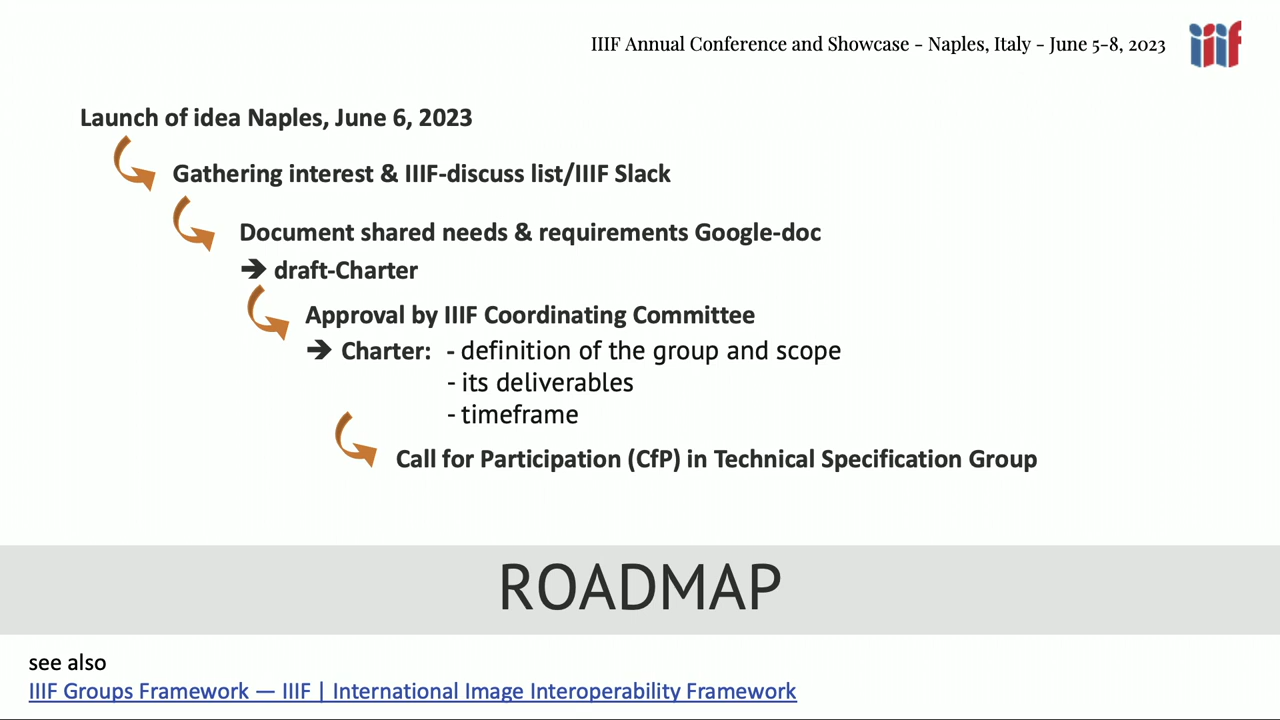 IIIF Annual Conference and Showcase - Naples, Italy - June 5-8, 2023
iiif
Launch of idea Naples, June 6, 2023
Gathering interest & IIIF-discuss list/IIIF Slack
Document shared needs & requirements Google-doc
➔ draft-Charter
Approval by IIIF Coordinating Committee
➔ Charter: - definition of the group and scope
- its deliverables
- timeframe
Call for Participation (CfP) in Technical Specification Group
ROADMAP
see also
IIIF Groups Framework — IIIF | International Image Interoperability Framework